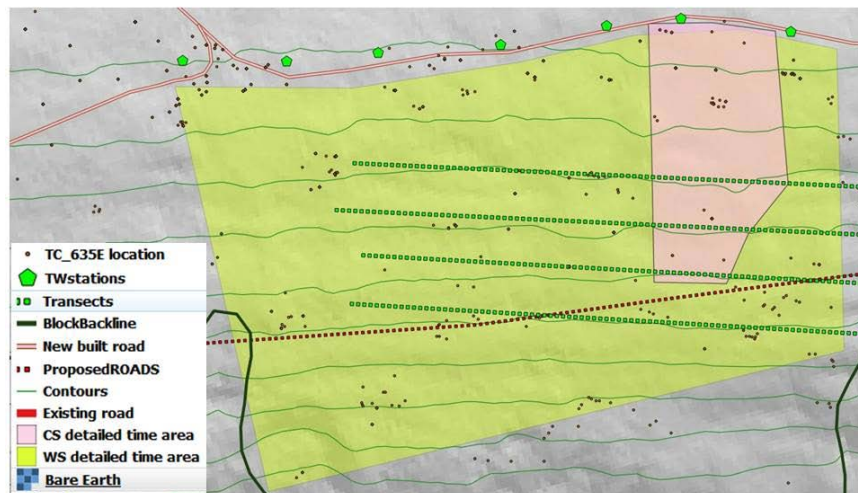 TC_635E location
TWstations
Transects
BlockBackline
New built road
ProposedROADS
Contours
Existing road
CS detailed time area
WS detailed time area
Bare Earth